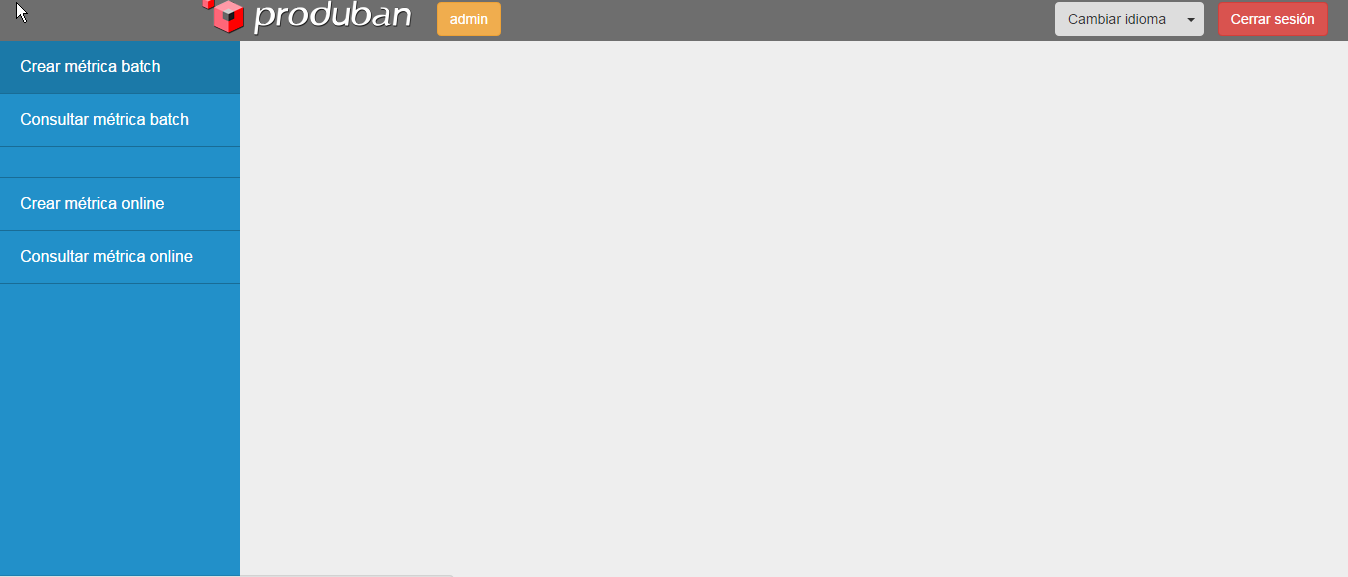 produban
admin
Cambiar idioma
Cerrar sesión
Crear métrica batch
Consultar métrica batch
Crear métrica online
Consultar métrica online